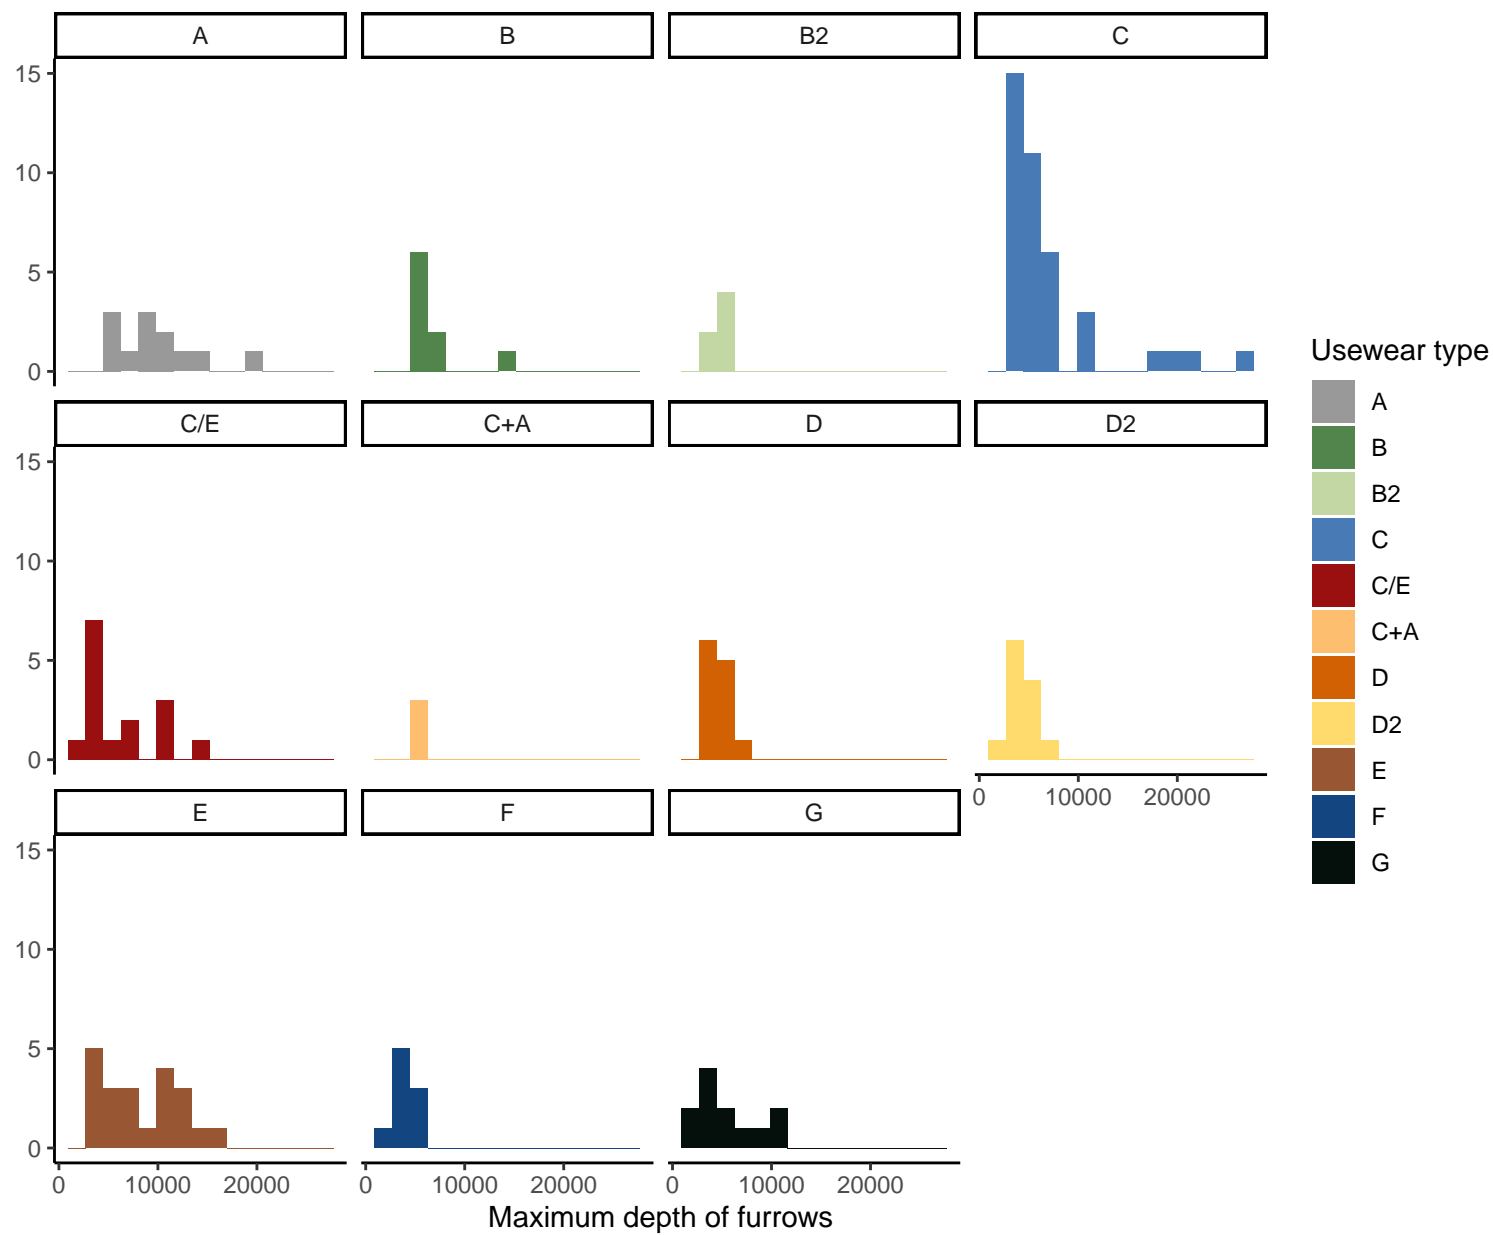 A B B2 C
15
10
5
0
C/E C+A D D2
15
10
5
0
0 10000 20000
E F G
15
10
5
0
0 10000 20000 0 10000 20000 0 10000 20000
Maximum depth of furrows
Usewear type
A
B
B2
C
C/E
C+A
D
D2
E
F
G